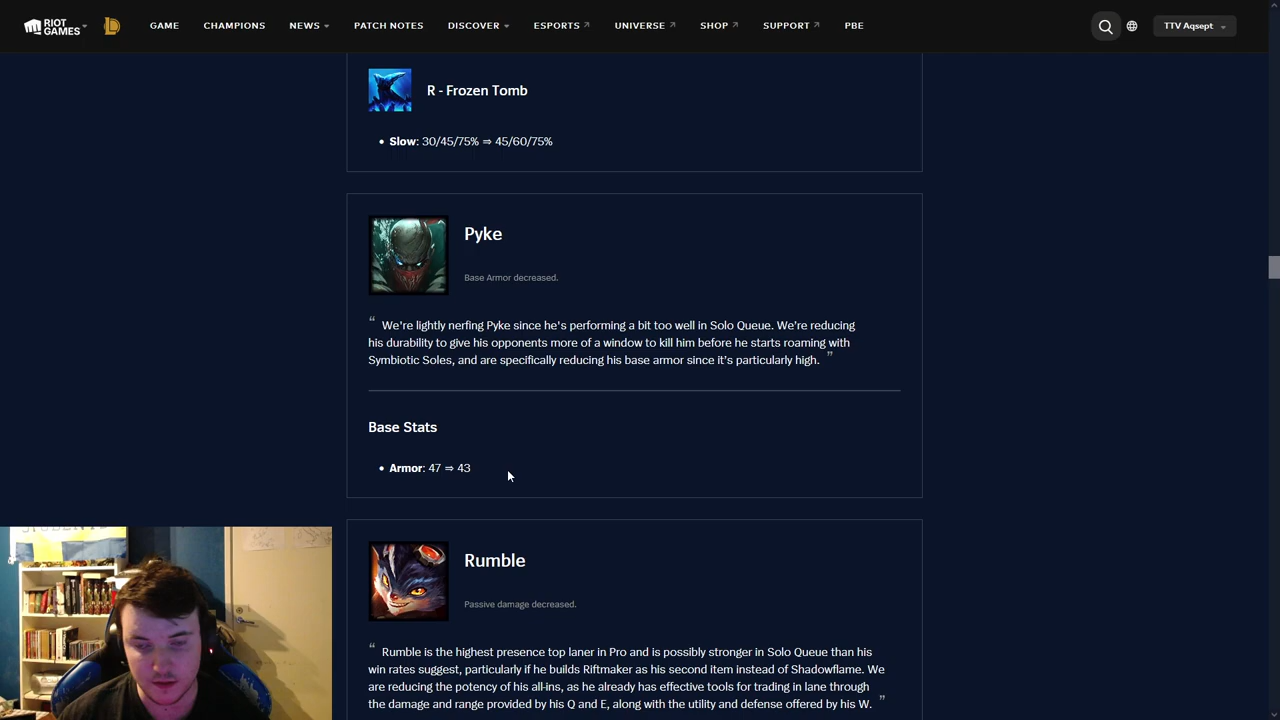 RIOT GAMES
GAME
CHAMPIONS
NEWS
PATCH NOTES
DISCOVER
ESPORTS
UNIVERSE
SHOP
SUPPORT
PBE
TTV Aqsept
R - Frozen Tomb
• Slow: 30/45/75% ⇒ 45/60/75%
Pyke
Base Armor decreased.
“ We're lightly nerfing Pyke since he's performing a bit too well in Solo Queue. We’re reducing
his durability to give his opponents more of a window to kill him before he starts roaming with
Symbiotic Soles, and are specifically reducing his base armor since it’s particularly high. ”
Base Stats
• Armor: 47 ⇒ 43
Rumble
Passive damage decreased.
“ Rumble is the highest presence top laner in Pro and is possibly stronger in Solo Queue than his
win rates suggest, particularly if he builds Riftmaker as his second item instead of Shadowflame. We
are reducing the potency of his all-ins, as he already has effective tools for trading in lane through
the damage and range provided by his Q and E, along with the utility and defense offered by his W. ”